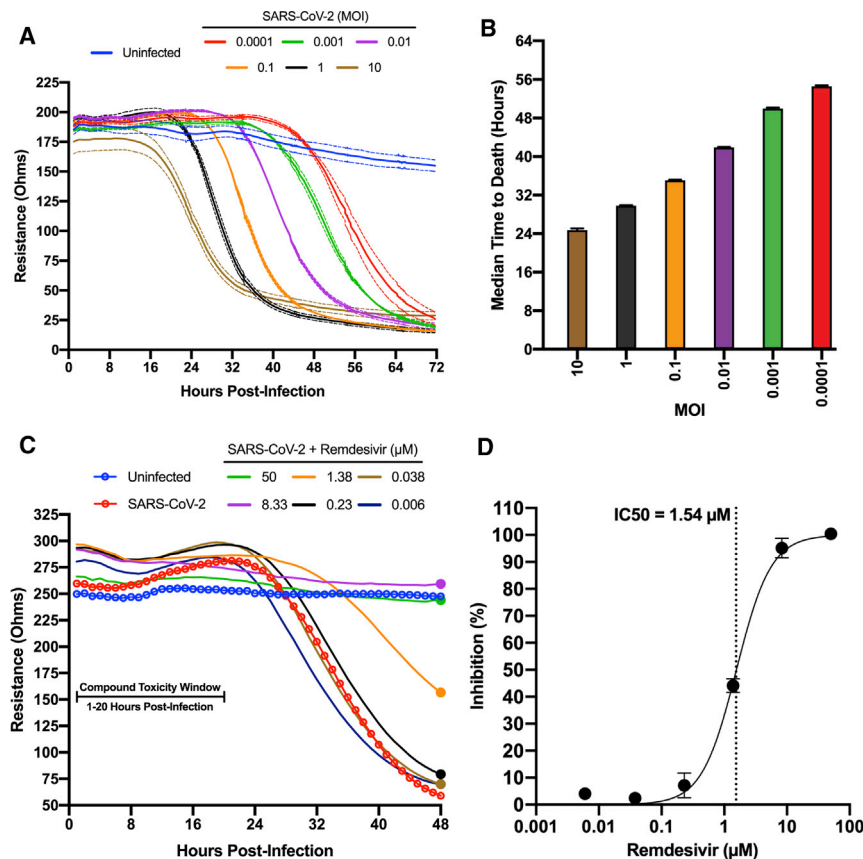 A
SARS-CoV-2 (MOI)
Uninfected
0.0001 0.001 0.01
0.1 1 10
225
200
175
150
125
100
75
50
25
0
Resistance (Ohms)
0 8 16 24 32 40 48 56 64 72
Hours Post-Infection
B
64
56
48
40
32
24
16
8
0
Median Time to Death (Hours)
10 1 0.1 0.01 0.001 0.0001
MOI
C
SARS-CoV-2 + Remdesivir (μM)
Uninfected 50 1.38 0.038
SARS-CoV-2 8.33 0.23 0.006
325
300
275
250
225
200
175
150
125
100
75
50
Resistance (Ohms)
Compound Toxicity Window
1-20 Hours Post-Infection
0 8 16 24 32 40 48
Hours Post-Infection
D
IC50 = 1.54 μM
110
100
90
80
70
60
50
40
30
20
10
0
Inhibition (%)
0.001 0.01 0.1 1 10 100
Remdesivir (μM)